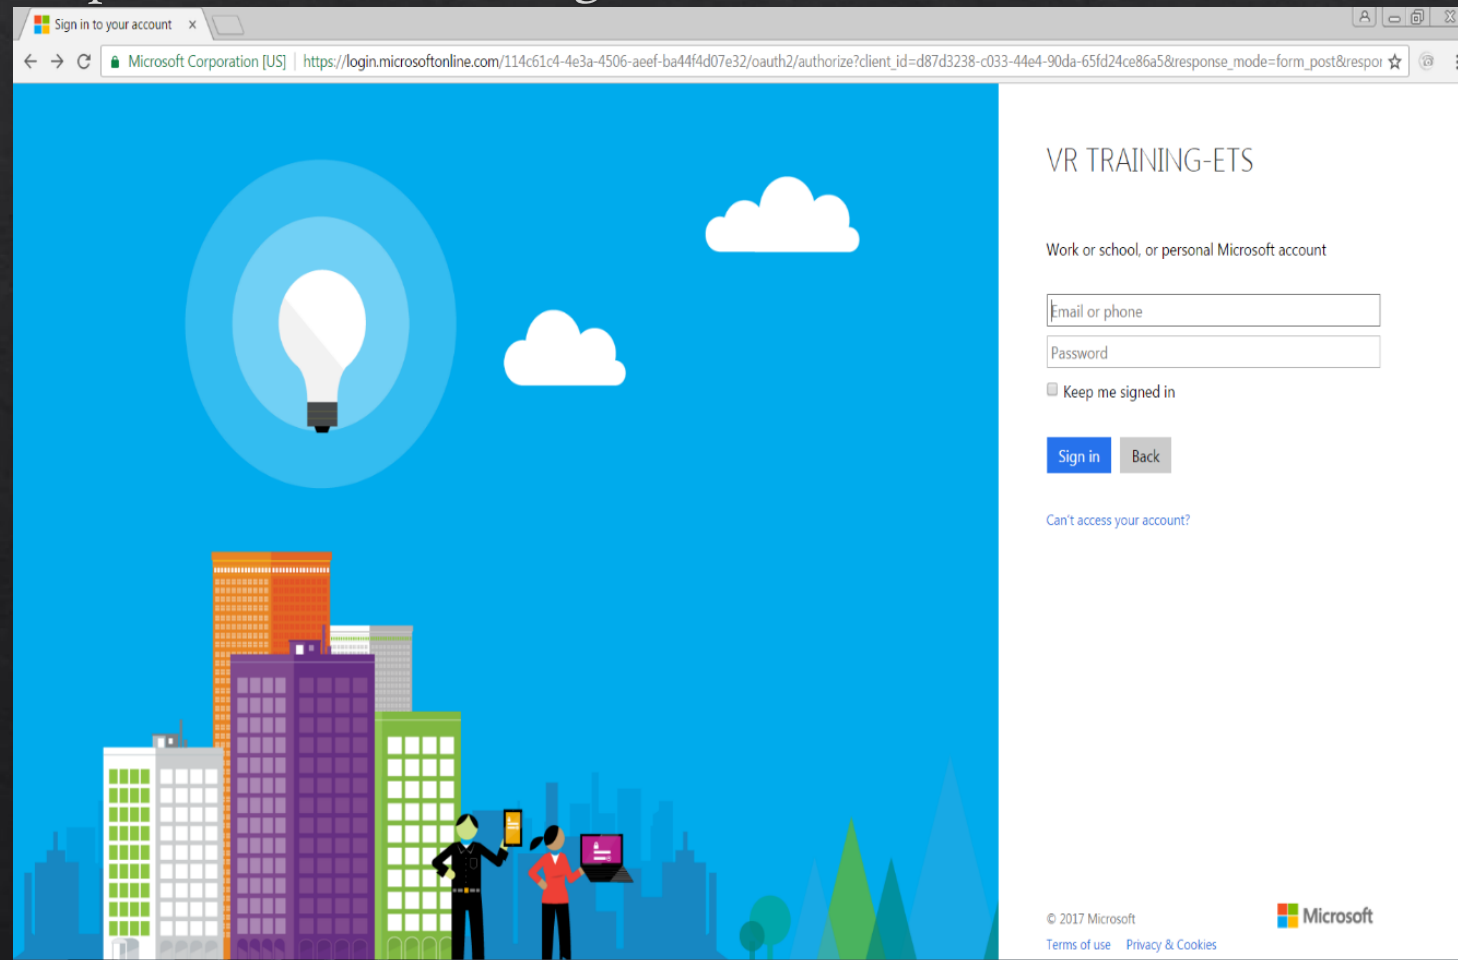 Sign in to your account
Microsoft Corporation [US] https://login.microsoftonline.com/114c61c4-4e3a-4506-aeef-ba44f4d07e32/oauth2/authorize?client_id=d87d3238-c033-44e4-90da-65fd24ce86a5&response_mode=form_post&respor
VR TRAINING-ETS
Work or school, or personal Microsoft account
Email or phone
Password
Keep me signed in
Sign in Back
Can't access your account?
© 2017 Microsoft
Microsoft
Terms of use Privacy & Cookies